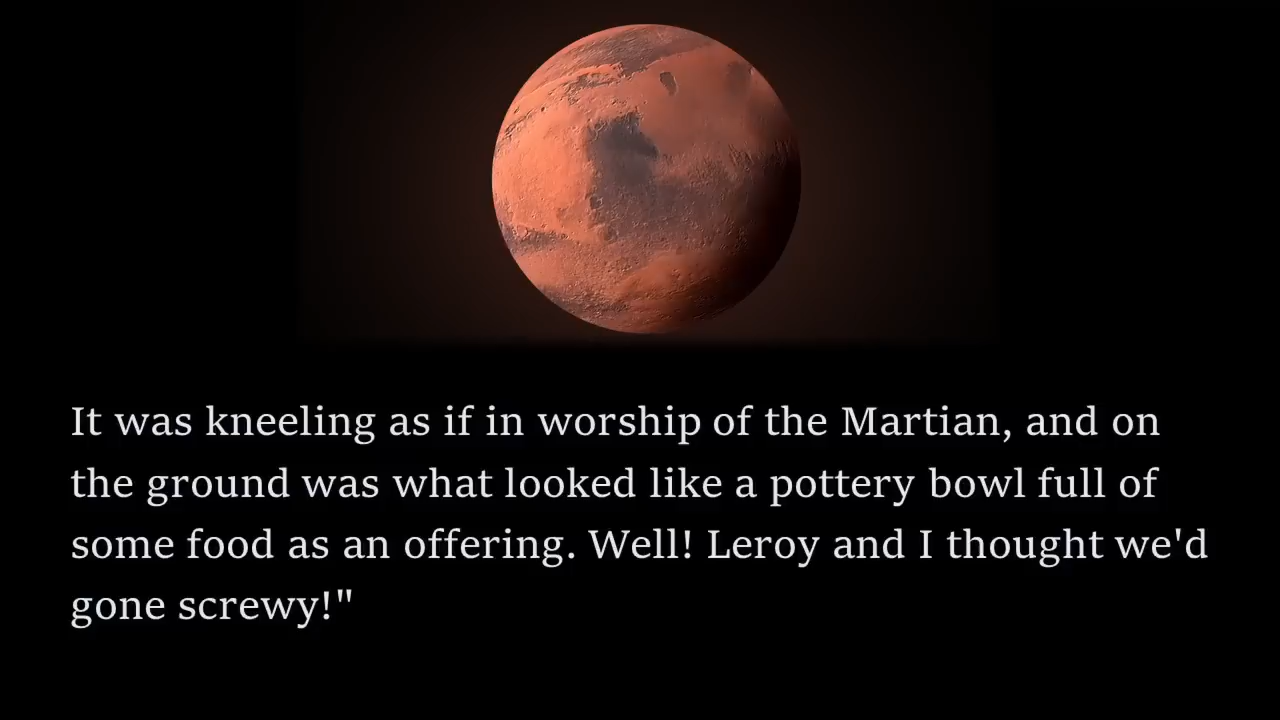 It was kneeling as if in worship of the Martian, and on
the ground was what looked like a pottery bowl full of
some food as an offering. Well! Leroy and I thought we'd
gone screwy!"